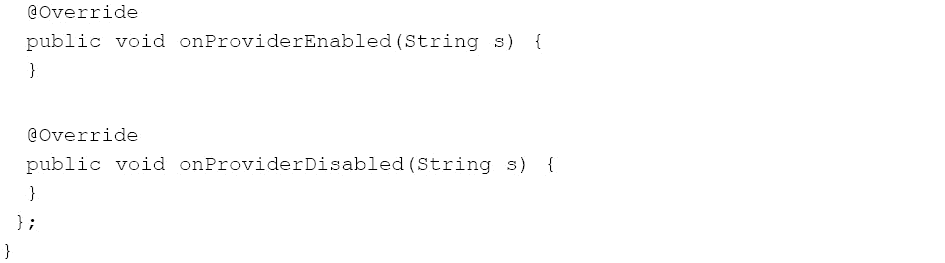 @Override
public void onProviderEnabled(String s) {
}
@Override
public void onProviderDisabled(String s) {
}
};
}